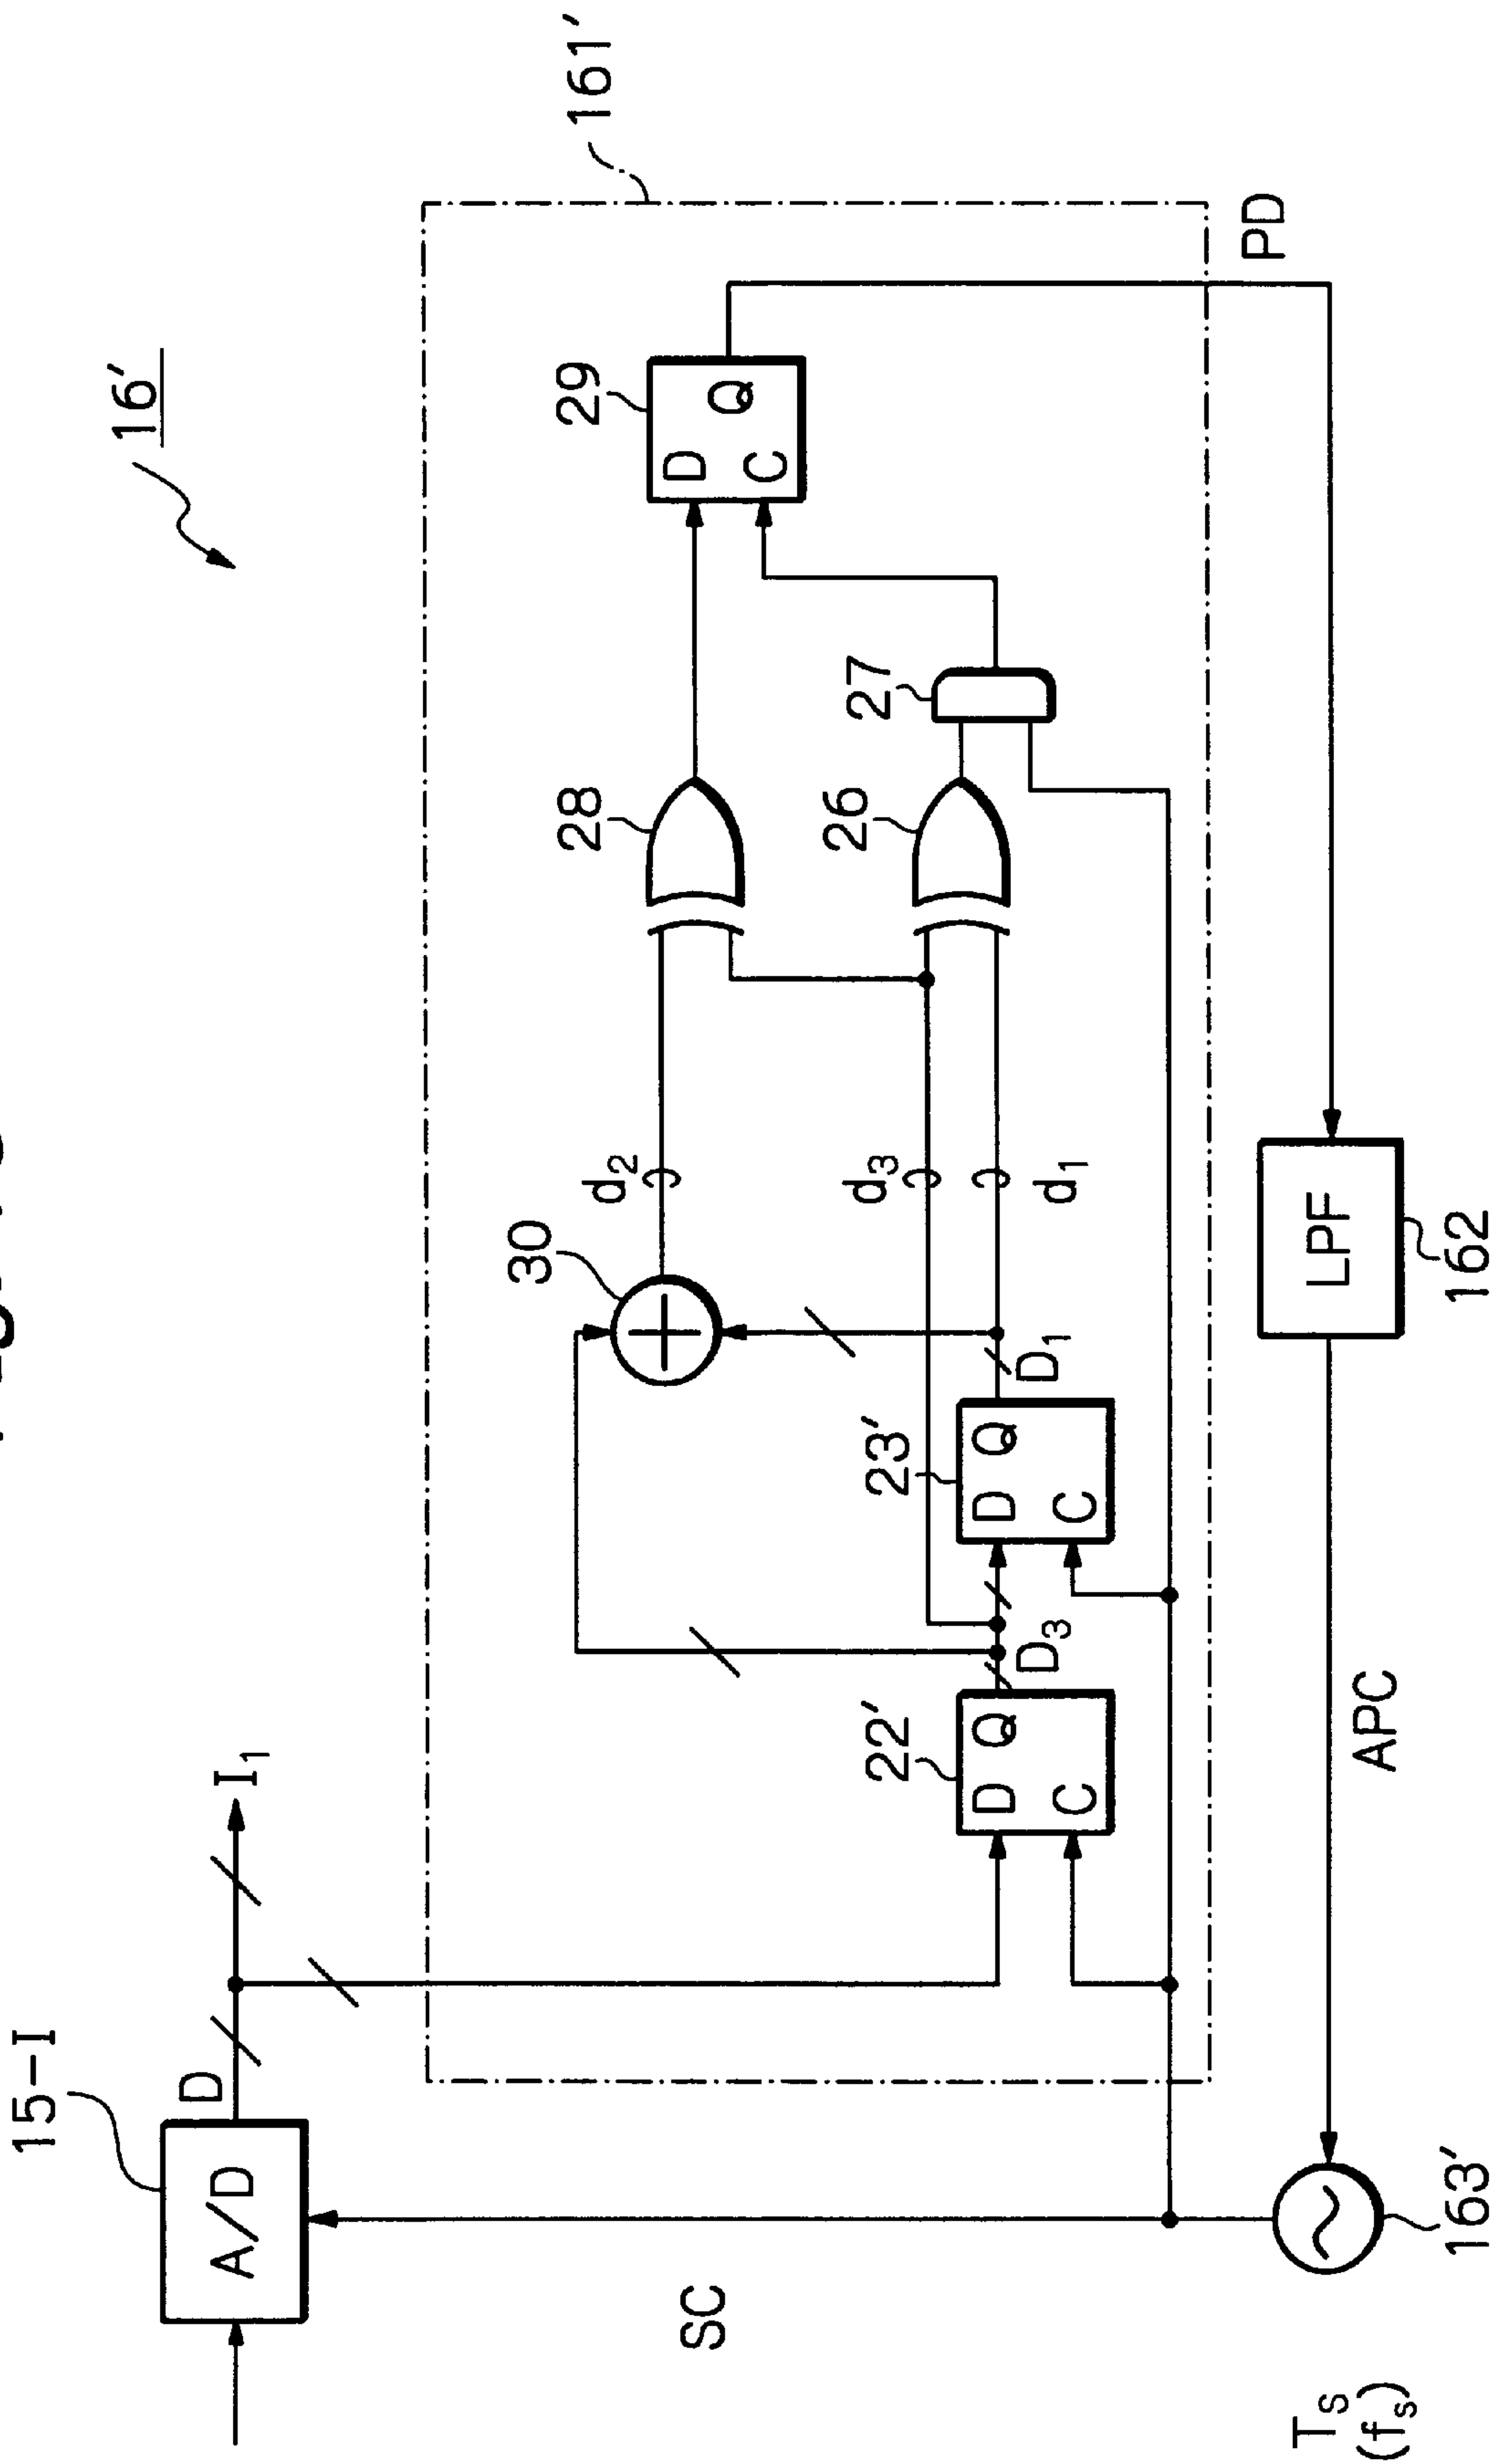 16′
15-I
A/D
D
I₁
161′
22′
D Q
C
D₃
23′
D Q
C
D₁
30
d₂
d₃
d₁
28
26
27
29
D Q
C
PD
SC
Tₛ
(fₛ)
163′
APC
LPF
162